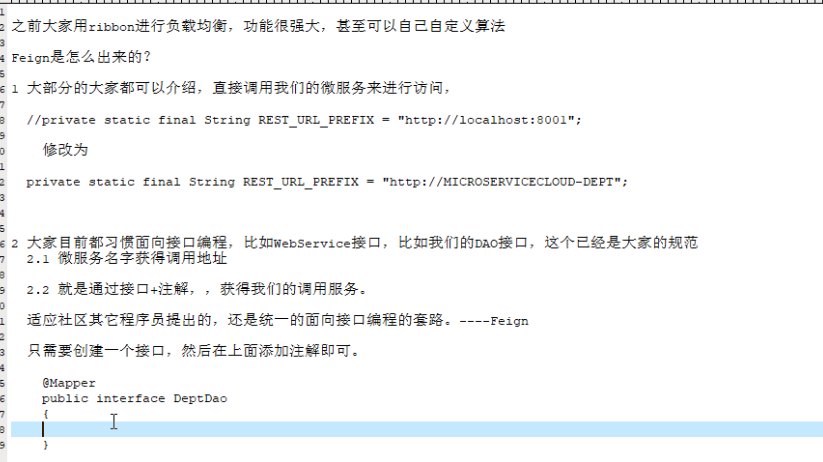 之前大家用ribbon进行负载均衡，功能很强大，甚至可以自己自定义算法
Feign是怎么出来的？
1 大部分的大家都可以介绍，直接调用我们的微服务来进行访问，
//private static final String REST_URL_PREFIX = "http://localhost:8001";
修改为
private static final String REST_URL_PREFIX = "http://MICROSERVICECLOUD-DEPT";
2 大家目前都习惯面向接口编程，比如WebService接口，比如我们的DAO接口，这个已经是大家的规范
2.1 微服务名字获得调用地址
2.2 就是通过接口+注解，，获得我们的调用服务。
适应社区其它程序员提出的，还是统一的面向接口编程的套路。----Feign
只需要创建一个接口，然后在上面添加注解即可。
@Mapper
public interface DeptDao
{
}